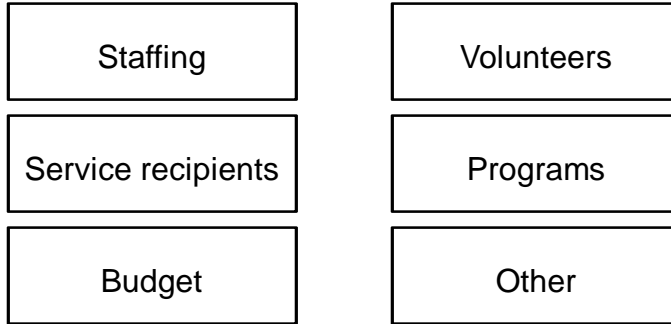 Staffing
Volunteers
Service recipients
Programs
Budget
Other